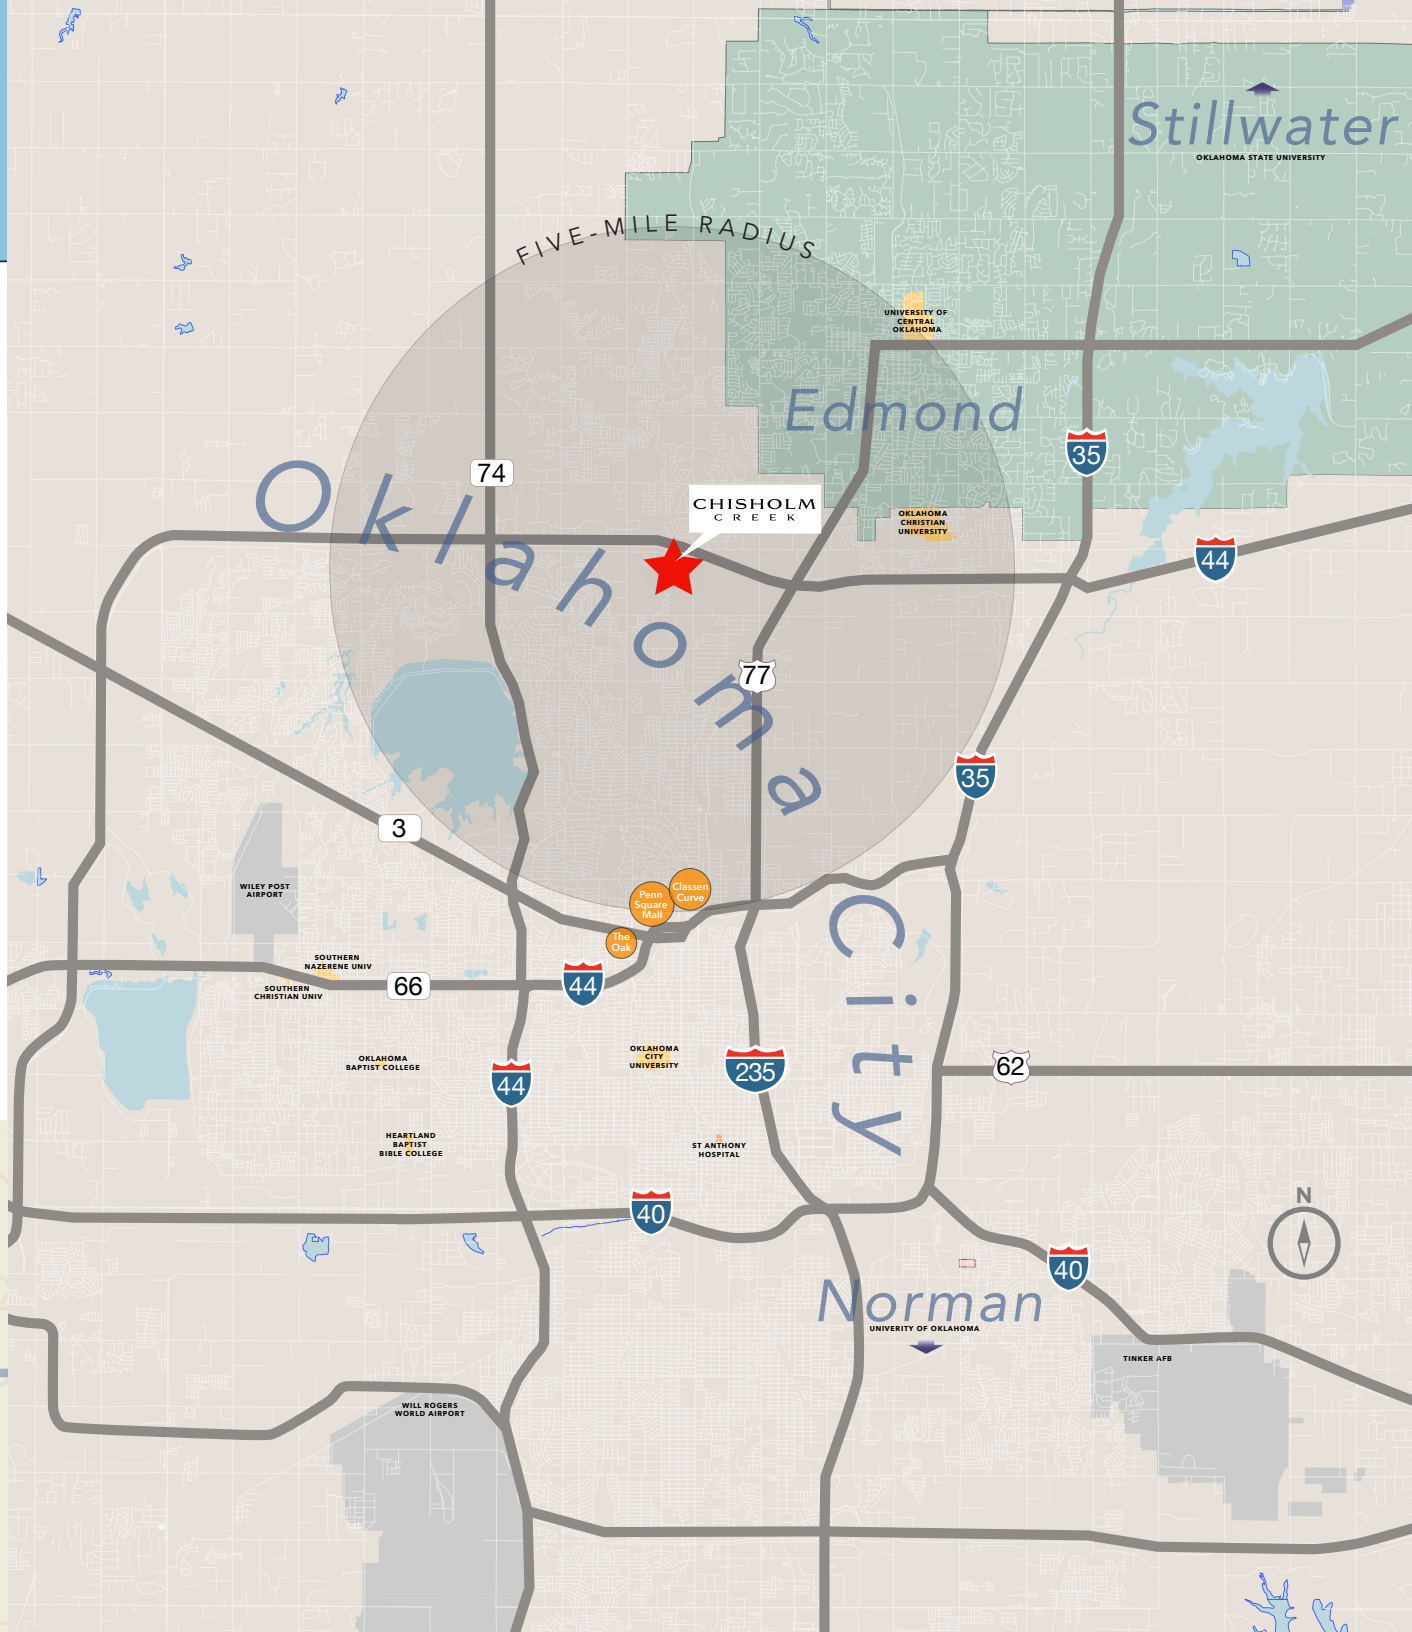 Stillwater
OKLAHOMA STATE UNIVERSITY
FIVE-MILE RADIUS
UNIVERSITY OF
CENTRAL
OKLAHOMA
Edmond
35
74
CHISHOLM
CREEK
OKLAHOMA
CHRISTIAN
UNIVERSITY
44
Oklahoma
City
77
35
3
WILEY POST
AIRPORT
Classen
Curve
Penn
Square
Mall
The
Oak
SOUTHERN
NAZERENE UNIV
SOUTHERN
CHRISTIAN UNIV
66
44
OKLAHOMA
BAPTIST COLLEGE
OKLAHOMA
CITY
UNIVERSITY
44
235
62
HEARTLAND
BAPTIST
BIBLE COLLEGE
ST ANTHONY
HOSPITAL
40
N
40
Norman
UNIVERITY OF OKLAHOMA
TINKER AFB
WILL ROGERS
WORLD AIRPORT